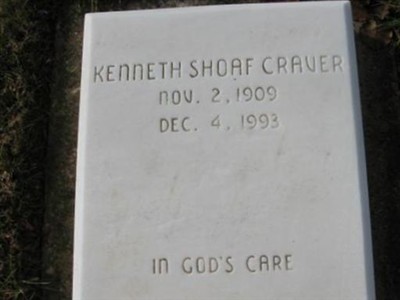 KENNETH SHOAF CRAVER
NOV. 2, 1909
DEC. 4, 1993
IN GOD'S CARE